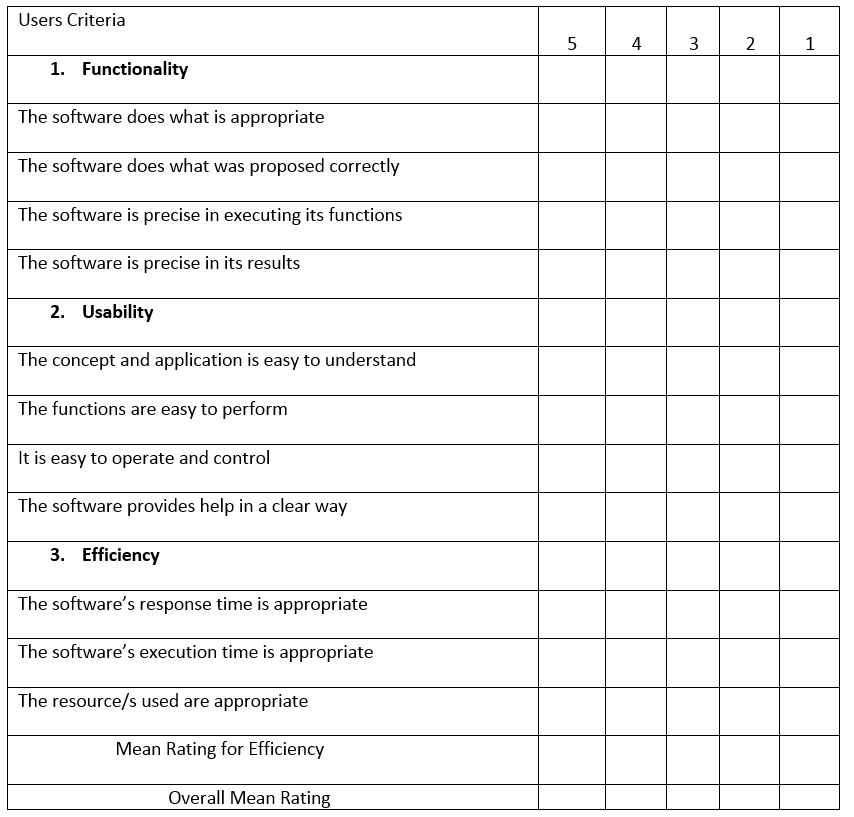 Users Criteria
5 4 3 2 1
1. Functionality
The software does what is appropriate
The software does what was proposed correctly
The software is precise in executing its functions
The software is precise in its results
2. Usability
The concept and application is easy to understand
The functions are easy to perform
It is easy to operate and control
The software provides help in a clear way
3. Efficiency
The software’s response time is appropriate
The software’s execution time is appropriate
The resource/s used are appropriate
Mean Rating for Efficiency
Overall Mean Rating